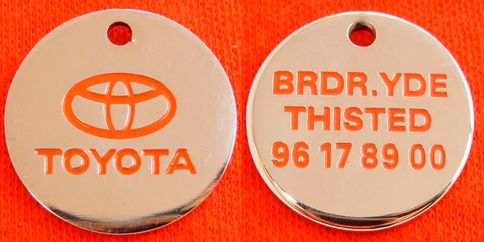 TOYOTA
BRDR.YDE
THISTED
96 17 89 00